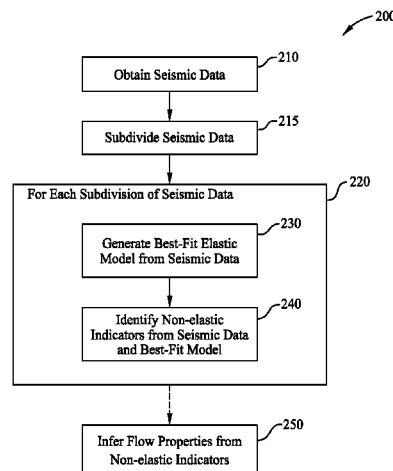 200
210
Obtain Seismic Data
215
Subdivide Seismic Data
220
For Each Subdivision of Seismic Data
230
Generate Best-Fit Elastic
Model from Seismic Data
240
Identify Non-elastic
Indicators from Seismic Data
and Best-Fit Model
250
Infer Flow Properties from
Non-elastic Indicators